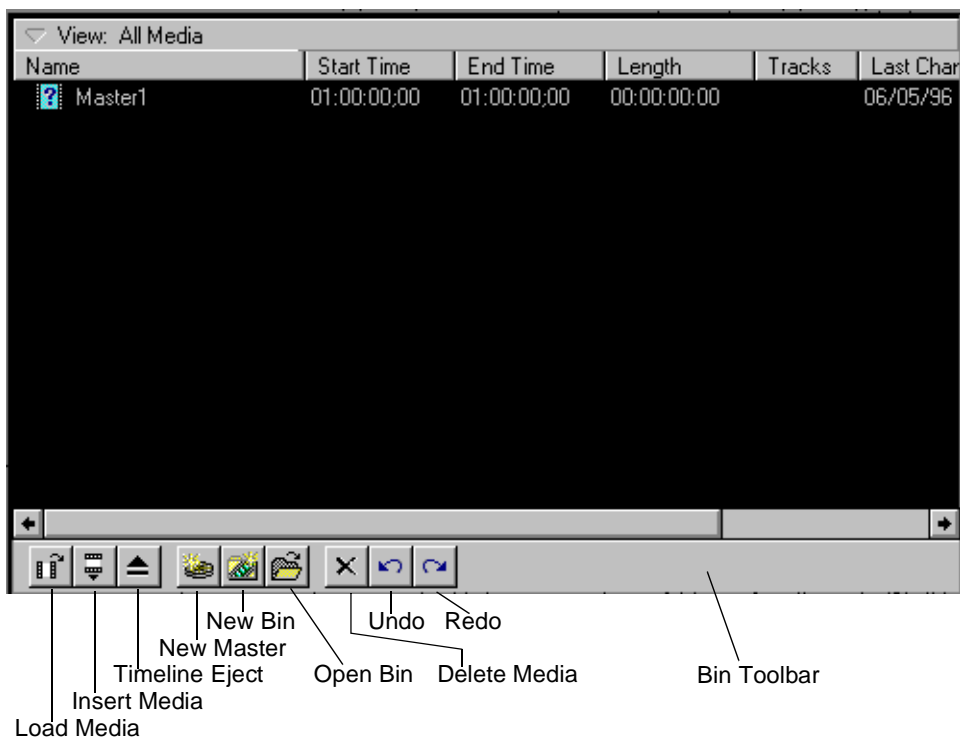 View: All Media
Name Start Time End Time Length Tracks Last Char
? Master1 01:00:00;00 01:00:00;00 00:00:00:00 06/05/96
New Bin Undo Redo
New Master
Timeline Eject Open Bin Delete Media Bin Toolbar
Insert Media
Load Media